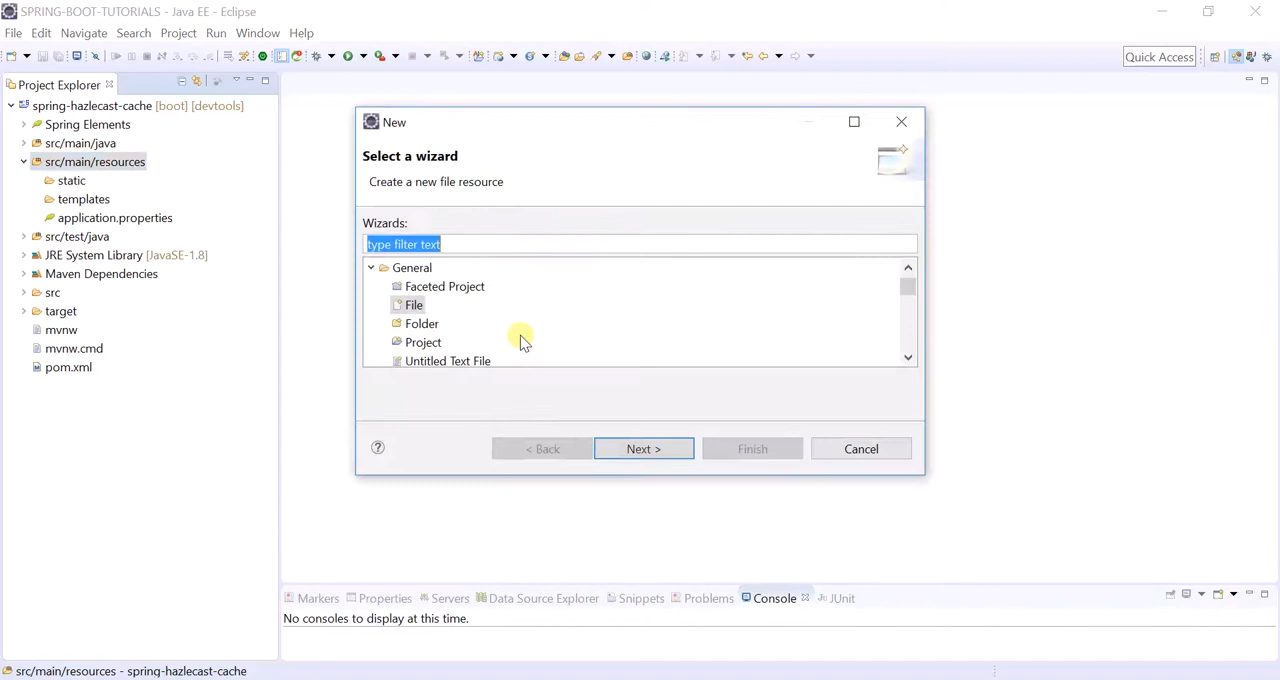 SPRING-BOOT-TUTORIALS - Java EE - Eclipse
File Edit Navigate Search Project Run Window Help
Quick Access
Project Explorer
spring-hazlecast-cache [boot] [devtools]
Spring Elements
src/main/java
src/main/resources
static
templates
application.properties
src/test/java
JRE System Library [JavaSE-1.8]
Maven Dependencies
src
target
mvnw
mvnw.cmd
pom.xml
New
Select a wizard
Create a new file resource
Wizards:
type filter text
General
Faceted Project
File
Folder
Project
Untitled Text File
< Back Next > Finish Cancel
Markers Properties Servers Data Source Explorer Snippets Problems Console JUnit
No consoles to display at this time.
src/main/resources - spring-hazlecast-cache